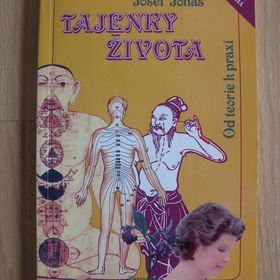 Josef Jonáš
TAJENKY
ŽIVOTA
Od teorie k praxi